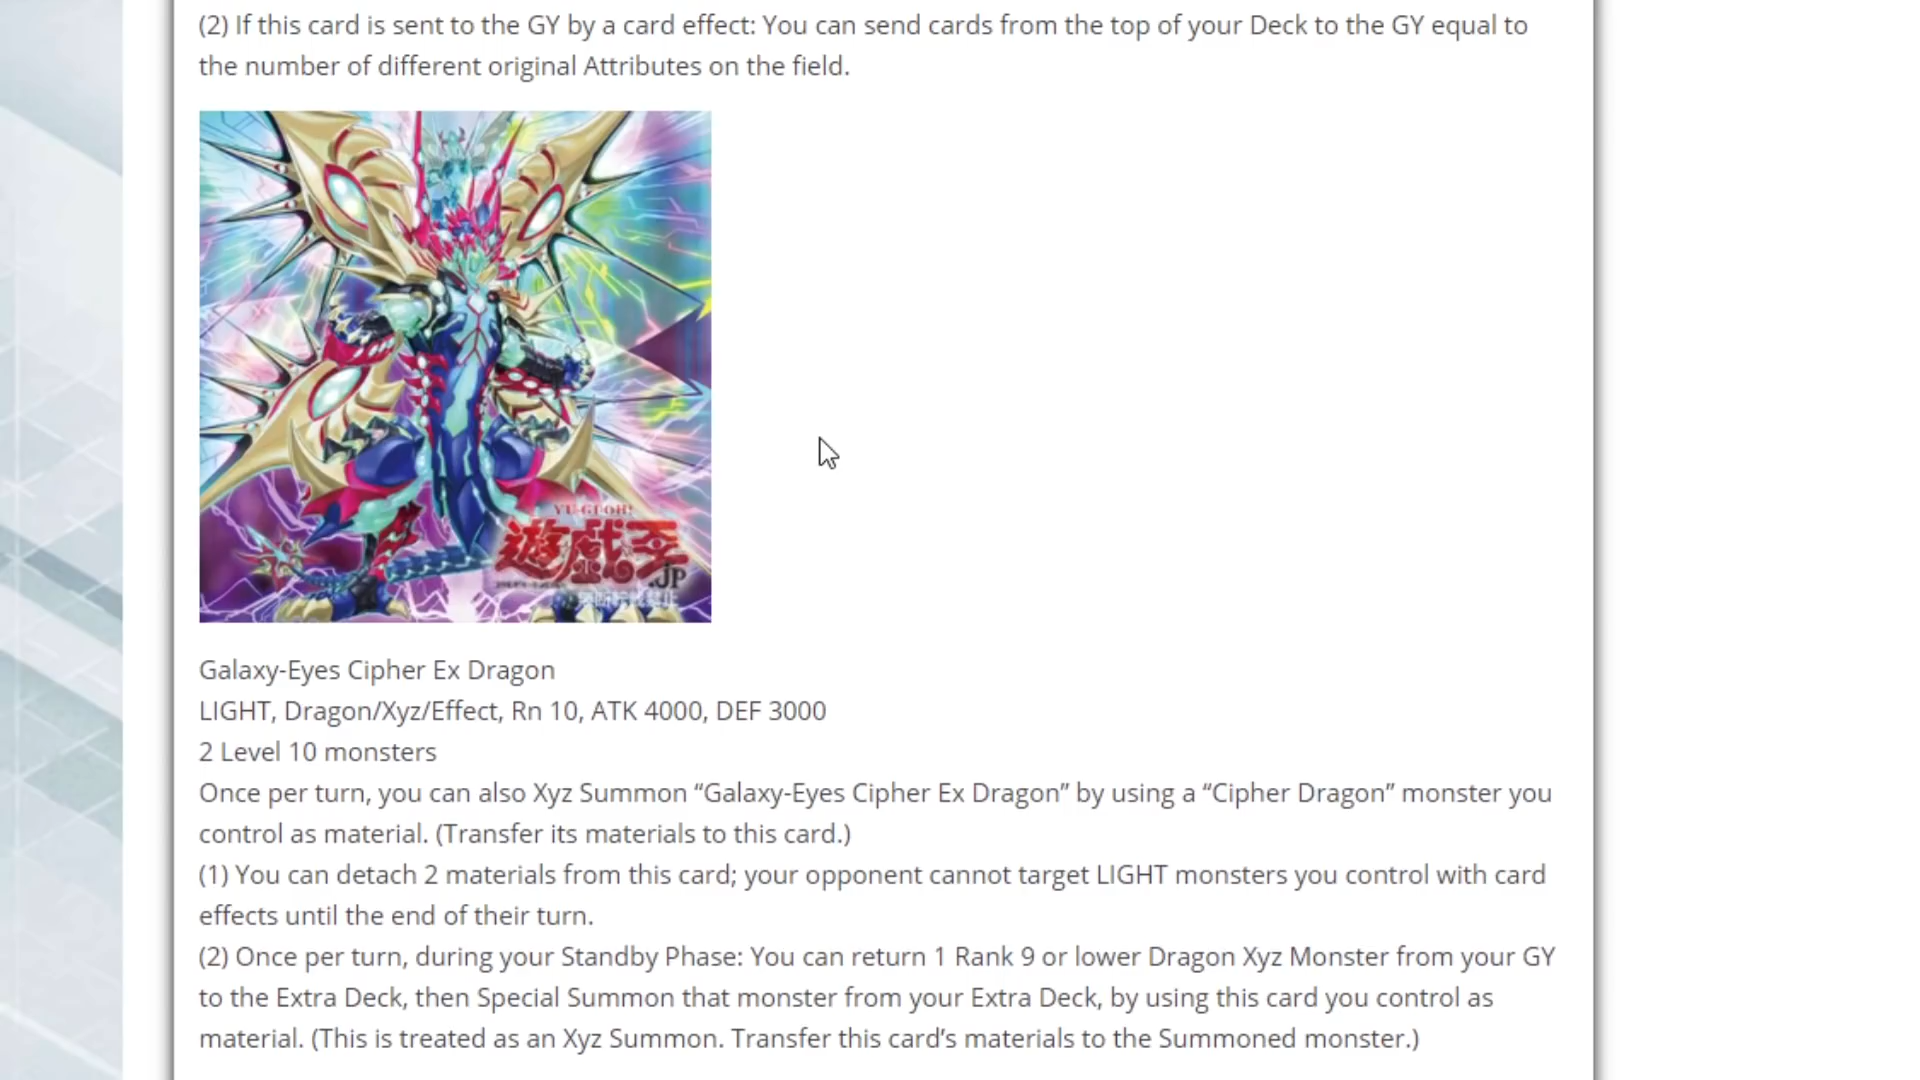 (2) If this card is sent to the GY by a card effect: You can send cards from the top of your Deck to the GY equal to
the number of different original Attributes on the field.
YU-GI-OH!
遊戯王
.JP
Galaxy-Eyes Cipher Ex Dragon
LIGHT, Dragon/Xyz/Effect, Rn 10, ATK 4000, DEF 3000
2 Level 10 monsters
Once per turn, you can also Xyz Summon “Galaxy-Eyes Cipher Ex Dragon” by using a “Cipher Dragon” monster you
control as material. (Transfer its materials to this card.)
(1) You can detach 2 materials from this card; your opponent cannot target LIGHT monsters you control with card
effects until the end of their turn.
(2) Once per turn, during your Standby Phase: You can return 1 Rank 9 or lower Dragon Xyz Monster from your GY
to the Extra Deck, then Special Summon that monster from your Extra Deck, by using this card you control as
material. (This is treated as an Xyz Summon. Transfer this card’s materials to the Summoned monster.)